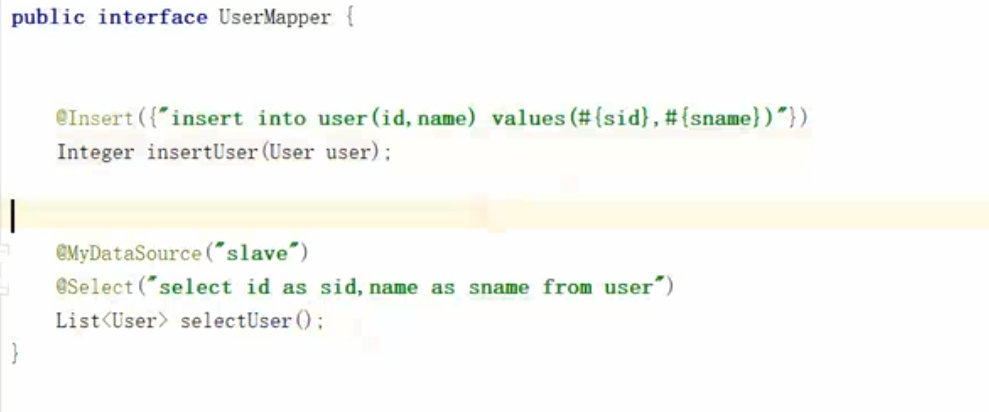 public interface UserMapper {
@Insert({"insert into user(id,name) values(#{sid},#{sname})"})
Integer insertUser(User user);
@MyDataSource("slave")
@Select("select id as sid,name as sname from user")
List<User> selectUser();
}